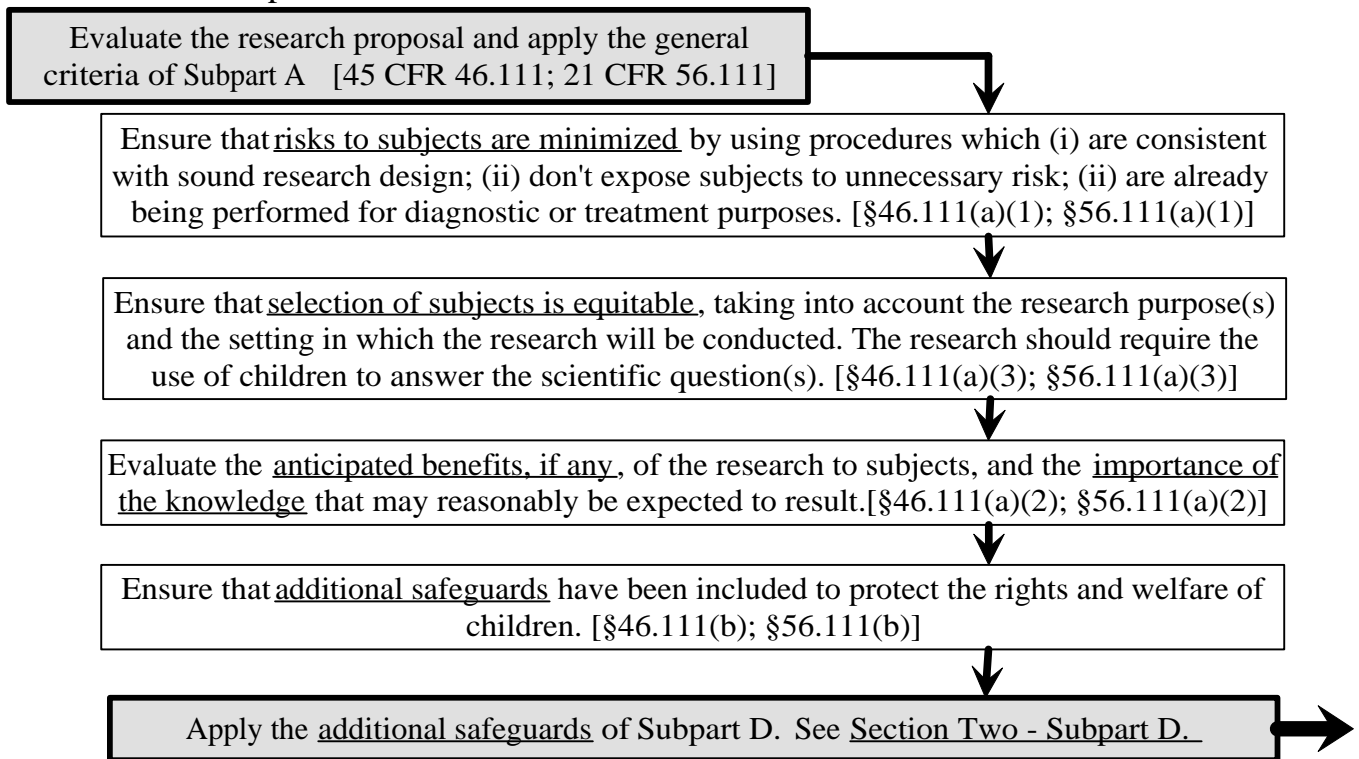 Evaluate the research proposal and apply the general
criteria of Subpart A [45 CFR 46.111; 21 CFR 56.111]
Ensure that risks to subjects are minimized by using procedures which (i) are consistent
with sound research design; (ii) don't expose subjects to unnecessary risk; (ii) are already
being performed for diagnostic or treatment purposes. [§46.111(a)(1); §56.111(a)(1)]
Ensure that selection of subjects is equitable, taking into account the research purpose(s)
and the setting in which the research will be conducted. The research should require the
use of children to answer the scientific question(s). [§46.111(a)(3); §56.111(a)(3)]
Evaluate the anticipated benefits, if any, of the research to subjects, and the importance of
the knowledge that may reasonably be expected to result.[§46.111(a)(2); §56.111(a)(2)]
Ensure that additional safeguards have been included to protect the rights and welfare of
children. [§46.111(b); §56.111(b)]
Apply the additional safeguards of Subpart D. See Section Two - Subpart D.